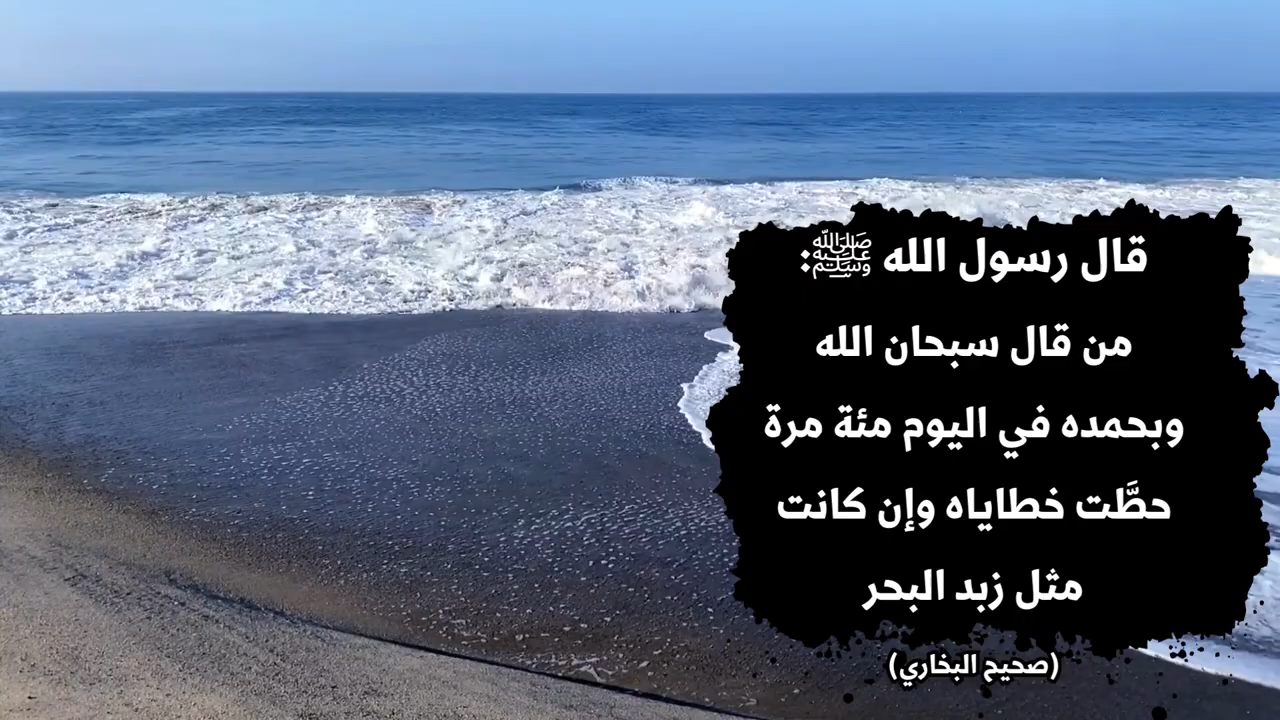 قال رسول الله ﷺ:
من قال سبحان الله
وبحمده في اليوم مئة مرة
حطَّت خطاياه وإن كانت
مثل زبد البحر
(صحيح البخاري)